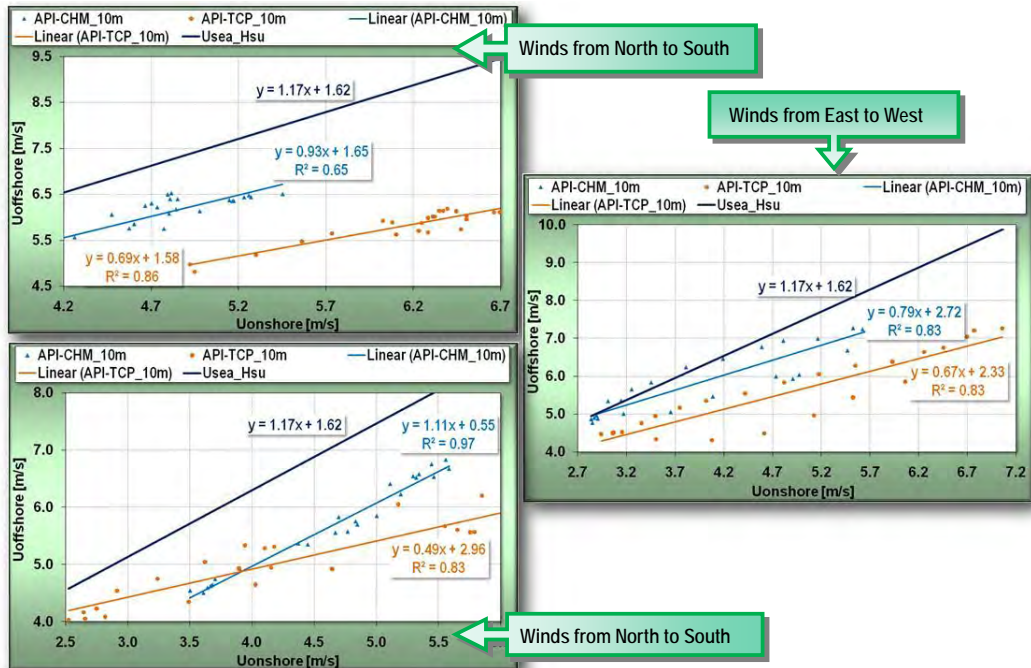 API-CHM_10m API-TCP_10m Linear (API-CHM_10m)
Linear (API-TCP_10m) Usea_Hsu
9.5
8.5
7.5
6.5
5.5
4.5
Uoffshore [m/s]
y = 1.17x + 1.62
y = 0.93x + 1.65
R² = 0.65
y = 0.69x + 1.58
R² = 0.86
4.2 4.7 5.2 5.7 6.2 6.7
Uonshore [m/s]
Winds from North to South
Winds from East to West
API-CHM_10m API-TCP_10m Linear (API-CHM_10m)
Linear (API-TCP_10m) Usea_Hsu
10.0
9.0
8.0
7.0
6.0
5.0
4.0
Uoffshore [m/s]
y = 1.17x + 1.62
y = 0.79x + 2.72
R² = 0.83
y = 0.67x + 2.33
R² = 0.83
2.7 3.2 3.7 4.2 4.7 5.2 5.7 6.2 6.7 7.2
Uonshore [m/s]
API-CHM_10m API-TCP_10m Linear (API-CHM_10m)
Linear (API-TCP_10m) Usea_Hsu
8.0
7.0
6.0
5.0
4.0
Uoffshore [m/s]
y = 1.17x + 1.62
y = 1.11x + 0.55
R² = 0.97
y = 0.49x + 2.96
R² = 0.83
2.5 3.0 3.5 4.0 4.5 5.0 5.5
Uonshore [m/s]
Winds from North to South